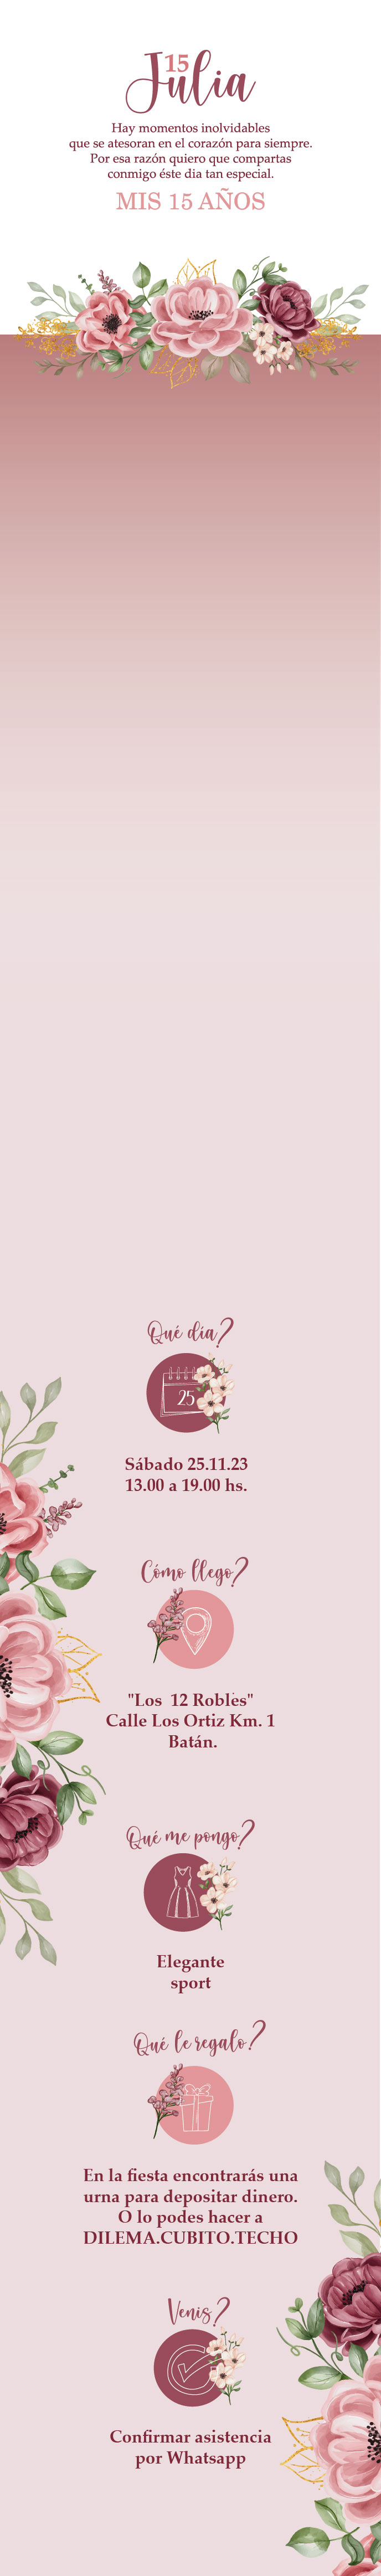 15
Julia
Hay momentos inolvidables
que se atesoran en el corazón para siempre.
Por esa razón quiero que compartas
conmigo éste dia tan especial.
MIS 15 AÑOS
Qué día?
25
Sábado 25.11.23
13.00 a 19.00 hs.
Cómo llego?
"Los 12 Robles"
Calle Los Ortiz Km. 1
Batán.
Qué me pongo?
Elegante
sport
Qué le regalo?
En la fiesta encontrarás una
urna para depositar dinero.
O lo podes hacer a
DILEMA.CUBITO.TECHO
Venis?
Confirmar asistencia
por Whatsapp